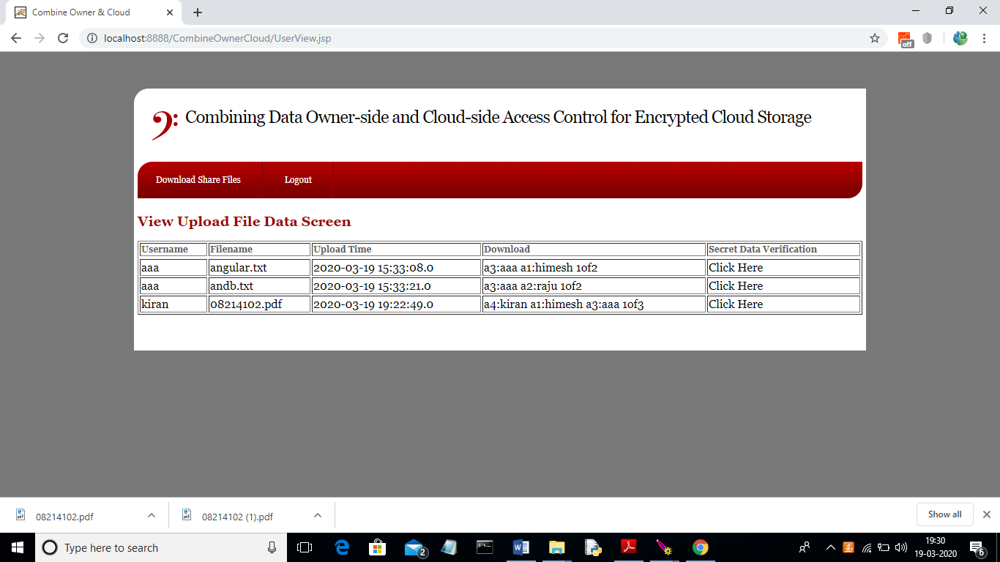 Combine Owner & Cloud
localhost:8888/CombineOwnerCloud/UserView.jsp
off
Combining Data Owner-side and Cloud-side Access Control for Encrypted Cloud Storage
Download Share Files Logout
View Upload File Data Screen
Username Filename Upload Time Download Secret Data Verification
aaa angular.txt 2020-03-19 15:33:08.0 a3:aaa a1:himesh 1of2 Click Here
aaa andb.txt 2020-03-19 15:33:21.0 a3:aaa a2:raju 1of2 Click Here
kiran 08214102.pdf 2020-03-19 19:22:49.0 a4:kiran a1:himesh a3:aaa 1of3 Click Here
08214102.pdf 08214102 (1).pdf Show all
Type here to search
2
19:30
19-03-2020
6